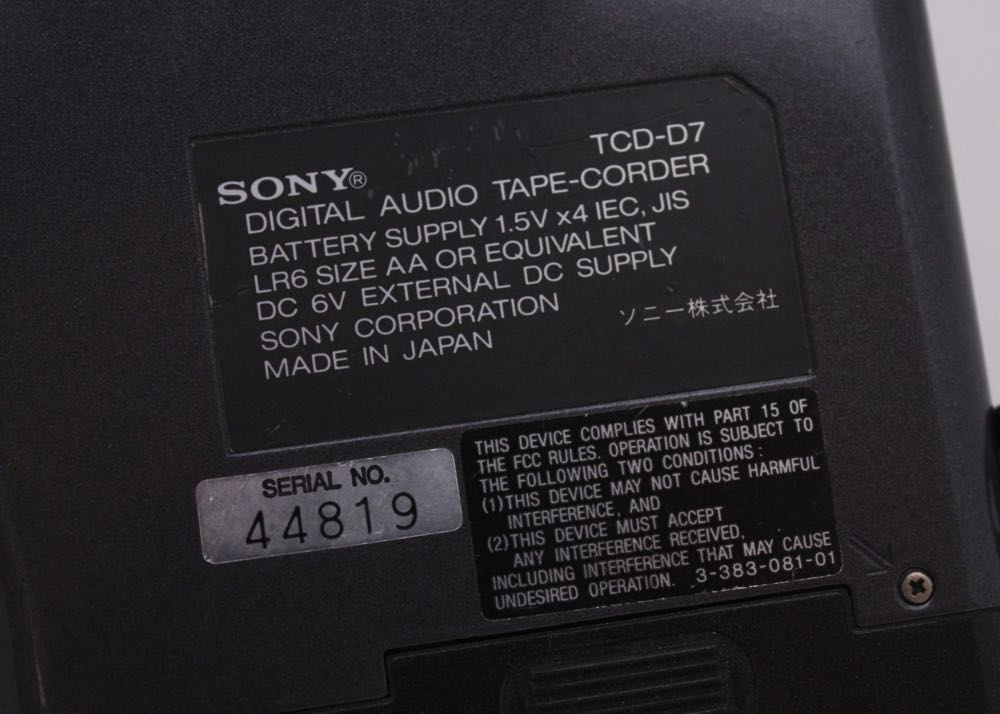 TCD-D7
SONY®
DIGITAL AUDIO TAPE-CORDER
BATTERY SUPPLY 1.5V x4 IEC, JIS
LR6 SIZE AA OR EQUIVALENT
DC 6V EXTERNAL DC SUPPLY
SONY CORPORATION ソニー株式会社
MADE IN JAPAN
SERIAL NO.
44819
THIS DEVICE COMPLIES WITH PART 15 OF
THE FCC RULES. OPERATION IS SUBJECT TO
THE FOLLOWING TWO CONDITIONS:
(1) THIS DEVICE MAY NOT CAUSE HARMFUL
INTERFERENCE, AND
(2) THIS DEVICE MUST ACCEPT
ANY INTERFERENCE RECEIVED,
INCLUDING INTERFERENCE THAT MAY CAUSE
UNDESIRED OPERATION. 3-383-081-01